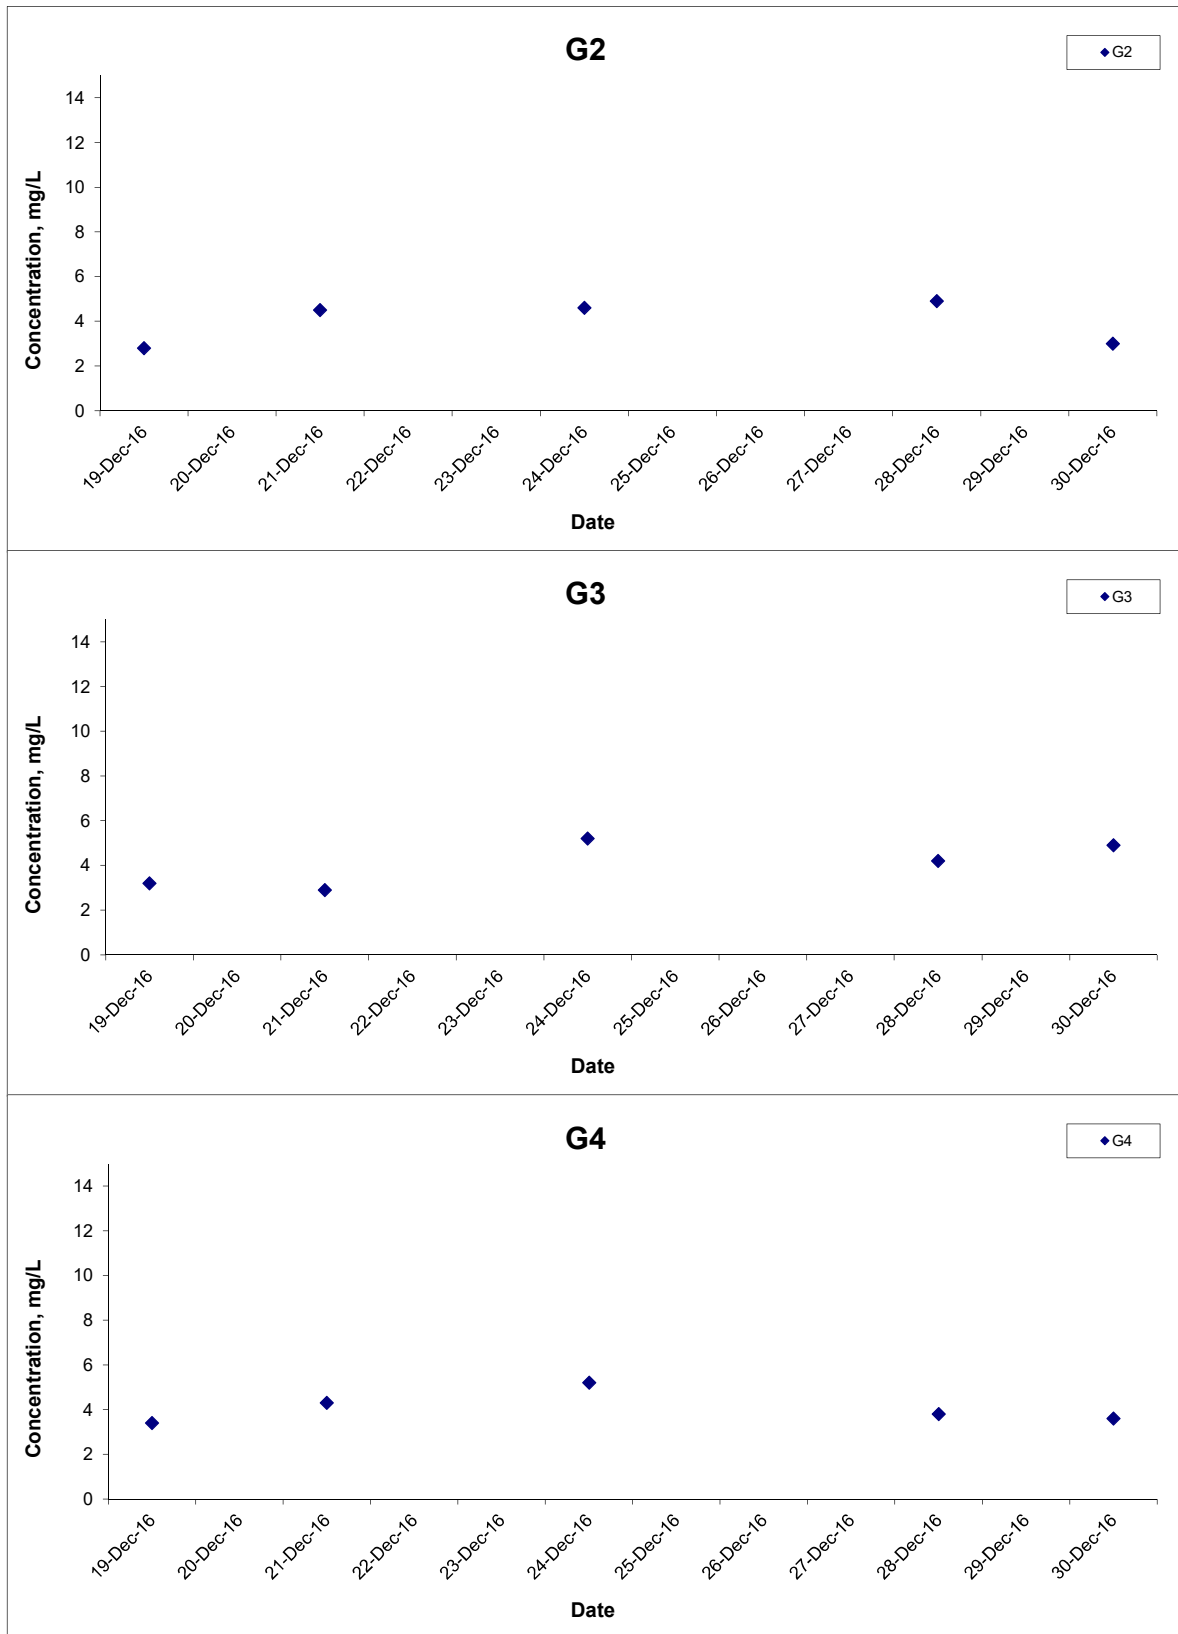 G2
G2
14
12
10
8
6
4
2
0
Concentration, mg/L
19-Dec-16
20-Dec-16
21-Dec-16
22-Dec-16
23-Dec-16
24-Dec-16
25-Dec-16
26-Dec-16
27-Dec-16
28-Dec-16
29-Dec-16
30-Dec-16
Date
G3
G3
14
12
10
8
6
4
2
0
Concentration, mg/L
19-Dec-16
20-Dec-16
21-Dec-16
22-Dec-16
23-Dec-16
24-Dec-16
25-Dec-16
26-Dec-16
27-Dec-16
28-Dec-16
29-Dec-16
30-Dec-16
Date
G4
G4
14
12
10
8
6
4
2
0
Concentration, mg/L
19-Dec-16
20-Dec-16
21-Dec-16
22-Dec-16
23-Dec-16
24-Dec-16
25-Dec-16
26-Dec-16
27-Dec-16
28-Dec-16
29-Dec-16
30-Dec-16
Date